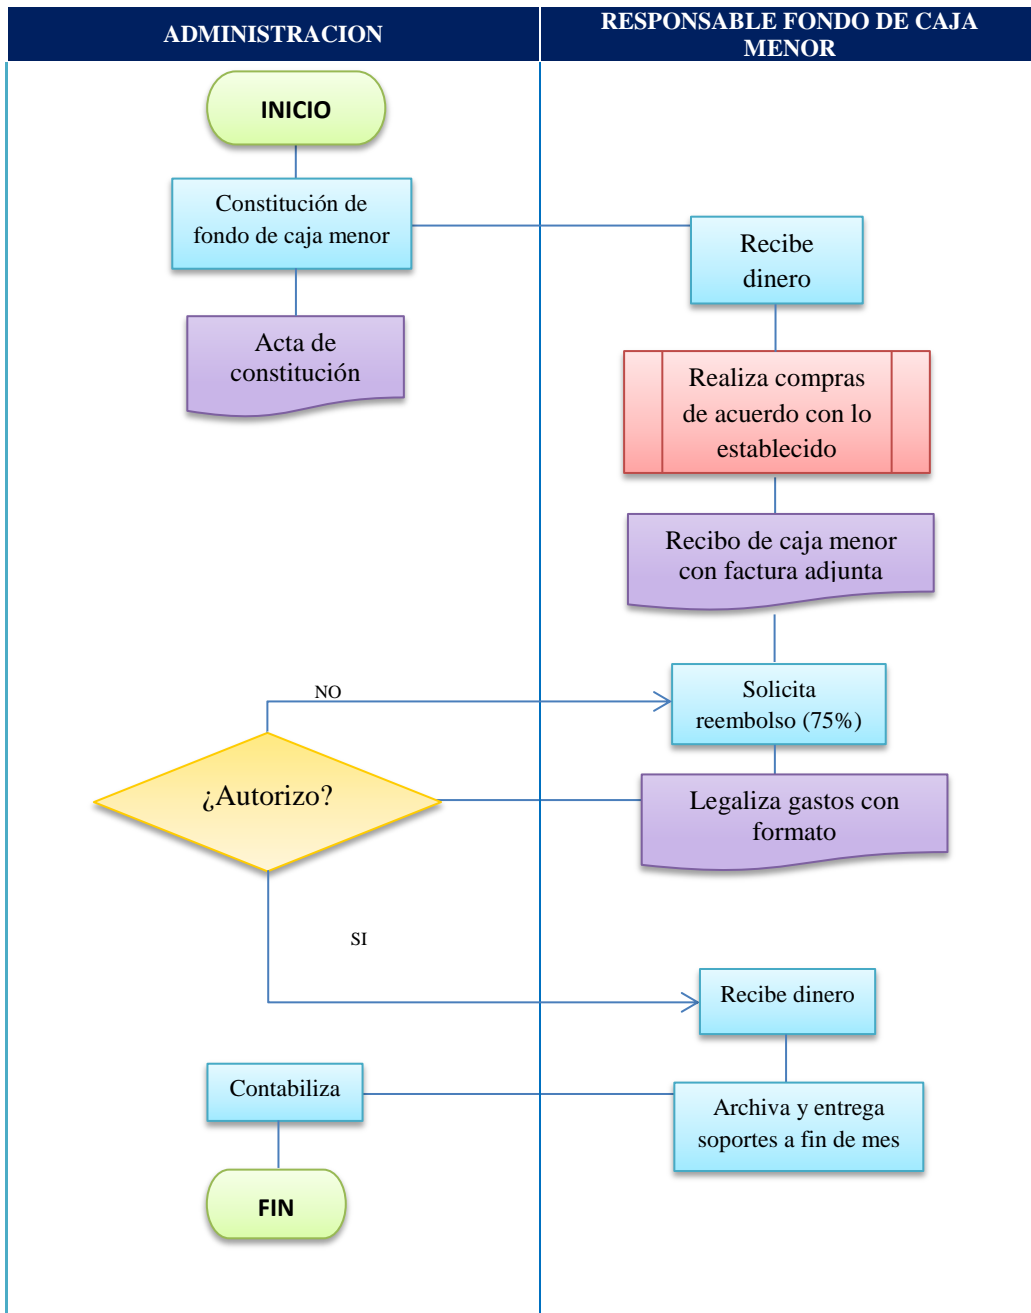 ADMINISTRACION
RESPONSABLE FONDO DE CAJA
MENOR
INICIO
Constitución de
fondo de caja menor
Recibe
dinero
Acta de
constitución
Realiza compras
de acuerdo con lo
establecido
Recibo de caja menor
con factura adjunta
NO
Solicita
reembolso (75%)
¿Autorizo?
Legaliza gastos con
formato
SI
Recibe dinero
Contabiliza
Archiva y entrega
soportes a fin de mes
FIN